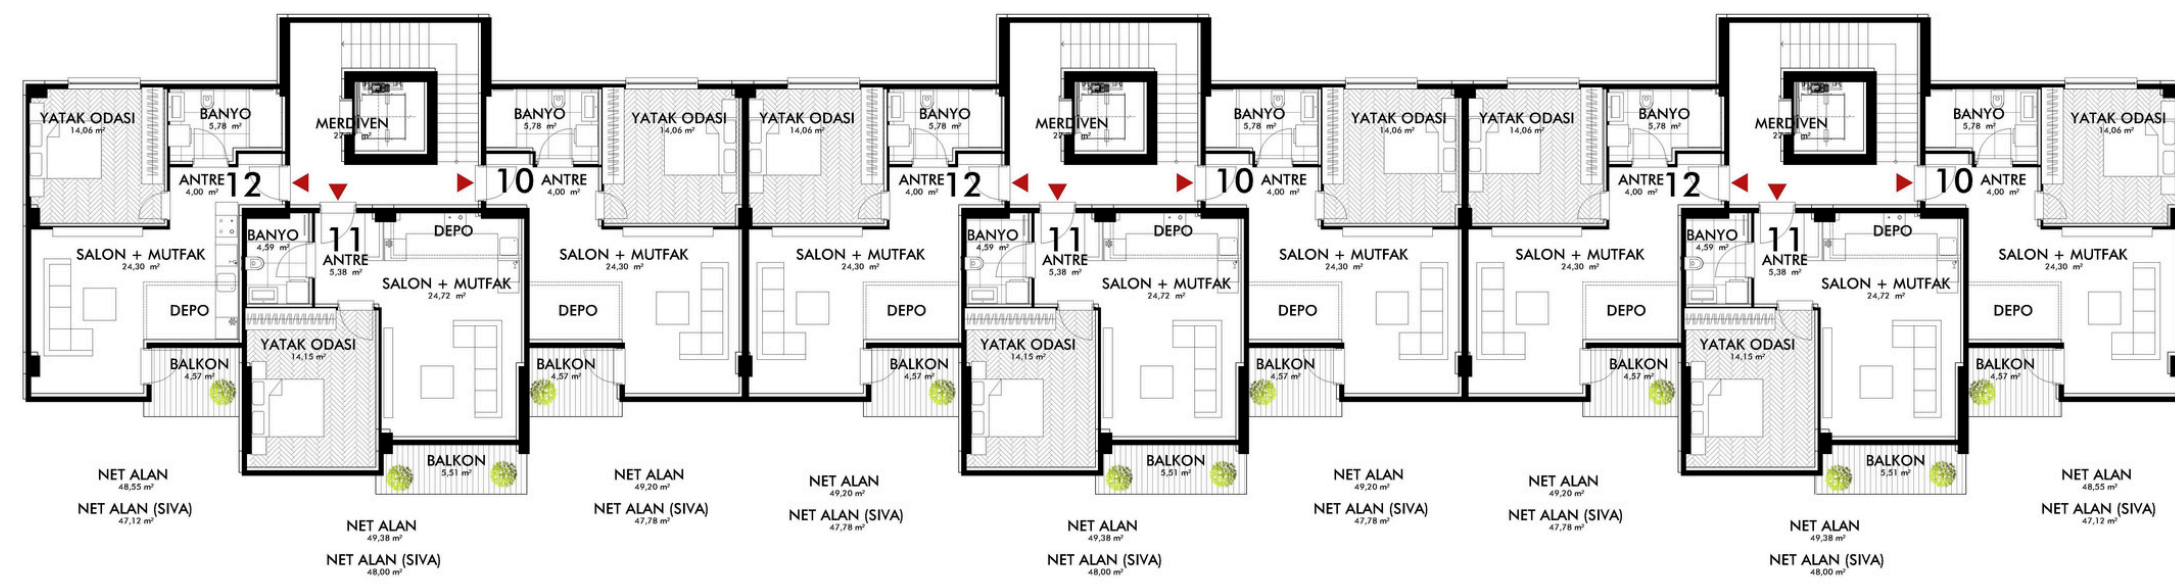 YATAK ODASI
14,06 m²
BANYO
5,78 m²
MERDİVEN
ANTRE
4,00 m²
12
10
ANTRE
4,00 m²
BANYO
5,78 m²
YATAK ODASI
14,06 m²
SALON + MUTFAK
24,30 m²
DEPO
BALKON
4,57 m²
BANYO
4,59 m²
11
ANTRE
5,38 m²
DEPO
SALON + MUTFAK
24,72 m²
YATAK ODASI
14,15 m²
BALKON
5,51 m²
SALON + MUTFAK
24,30 m²
DEPO
BALKON
4,57 m²
NET ALAN
48,55 m²
NET ALAN (SIVA)
47,12 m²
NET ALAN
49,38 m²
NET ALAN (SIVA)
48,00 m²
NET ALAN
49,20 m²
NET ALAN (SIVA)
47,78 m²
YATAK ODASI
14,06 m²
BANYO
5,78 m²
MERDİVEN
ANTRE
4,00 m²
12
10
ANTRE
4,00 m²
BANYO
5,78 m²
YATAK ODASI
14,06 m²
SALON + MUTFAK
24,30 m²
DEPO
BALKON
4,57 m²
BANYO
4,59 m²
11
ANTRE
5,38 m²
DEPO
SALON + MUTFAK
24,72 m²
YATAK ODASI
14,15 m²
BALKON
5,51 m²
SALON + MUTFAK
24,30 m²
DEPO
BALKON
4,57 m²
NET ALAN
49,20 m²
NET ALAN (SIVA)
47,78 m²
NET ALAN
49,38 m²
NET ALAN (SIVA)
48,00 m²
NET ALAN
49,20 m²
NET ALAN (SIVA)
47,78 m²
YATAK ODASI
14,06 m²
BANYO
5,78 m²
MERDİVEN
ANTRE
4,00 m²
12
10
ANTRE
4,00 m²
BANYO
5,78 m²
YATAK ODASI
14,06 m²
SALON + MUTFAK
24,30 m²
DEPO
BALKON
4,57 m²
BANYO
4,59 m²
11
ANTRE
5,38 m²
DEPO
SALON + MUTFAK
24,72 m²
YATAK ODASI
14,15 m²
BALKON
5,51 m²
SALON + MUTFAK
24,30 m²
DEPO
BALKON
4,57 m²
NET ALAN
49,20 m²
NET ALAN (SIVA)
47,78 m²
NET ALAN
49,38 m²
NET ALAN (SIVA)
48,00 m²
NET ALAN
48,55 m²
NET ALAN (SIVA)
47,12 m²